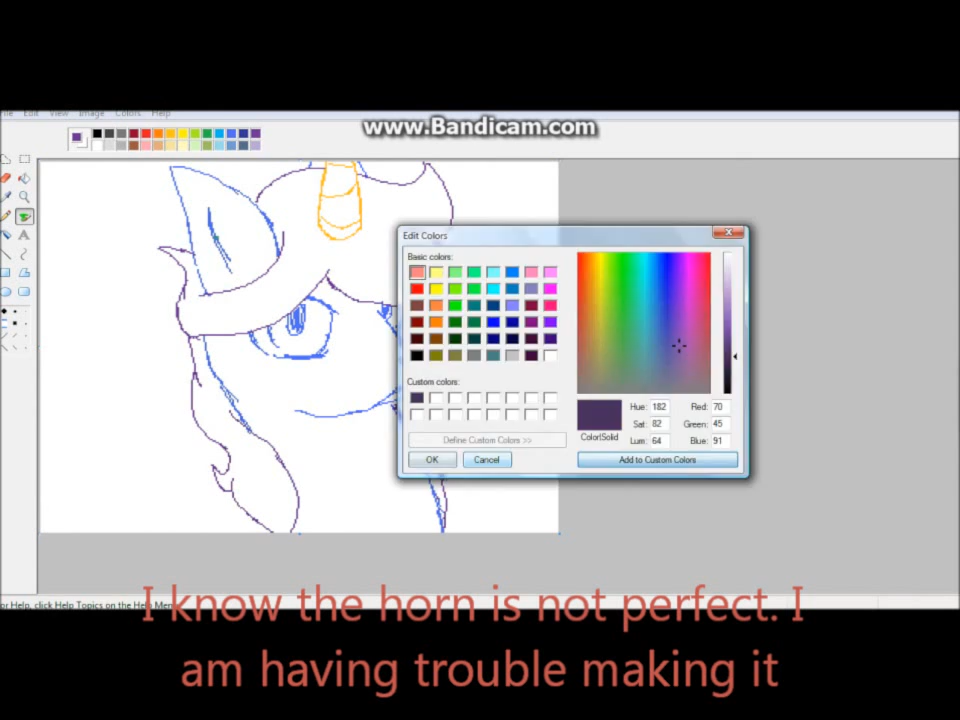 File Edit View Image Colors Help
www.Bandicam.com
Edit Colors
Basic colors:
Custom colors:
Define Custom Colors >>
OK Cancel
Color|Solid
Hue: 182 Red: 70
Sat: 82 Green: 45
Lum: 64 Blue: 91
Add to Custom Colors
or Help, click Help Topics on the Help Menu
I know the horn is not perfect. I
am having trouble making it